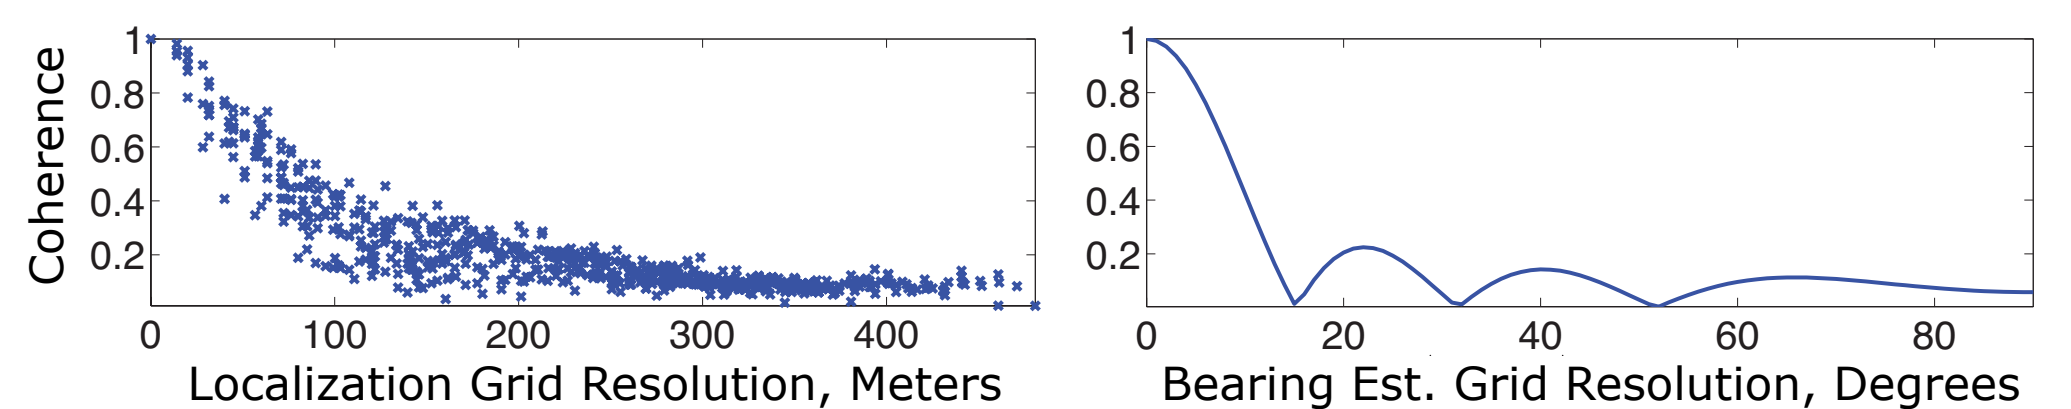 Coherence
1
0.8
0.6
0.4
0.2
0 100 200 300 400
Localization Grid Resolution, Meters
1
0.8
0.6
0.4
0.2
0 20 40 60 80
Bearing Est. Grid Resolution, Degrees